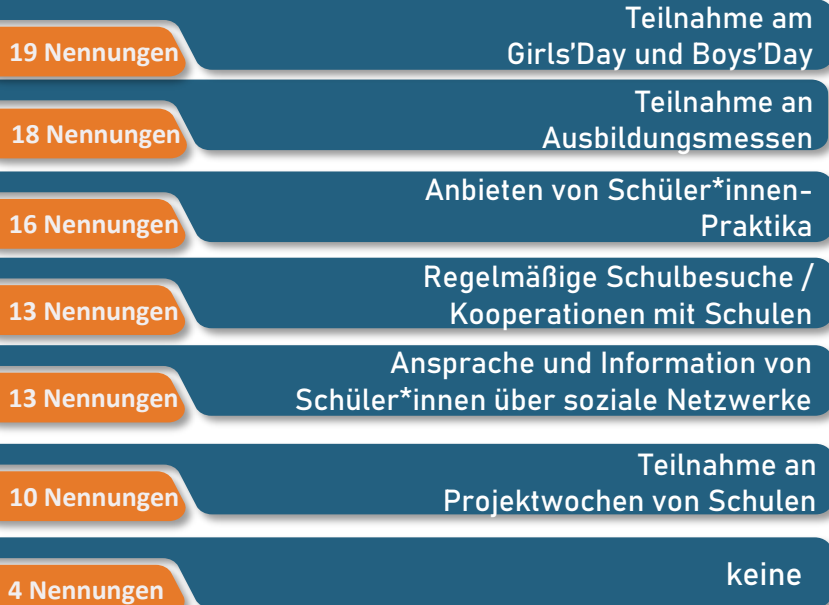 Teilnahme am
19 Nennungen
Girls'Day und Boys'Day
Teilnahme an
18 Nennungen
Ausbildungsmessen
Anbieten von Schüler*innen-
16 Nennungen
Praktika
Regelmäßige Schulbesuche /
13 Nennungen
Kooperationen mit Schulen
Ansprache und Information von
13 Nennungen
Schüler*innen über soziale Netzwerke
Teilnahme an
10 Nennungen
Projektwochen von Schulen
4 Nennungen
keine